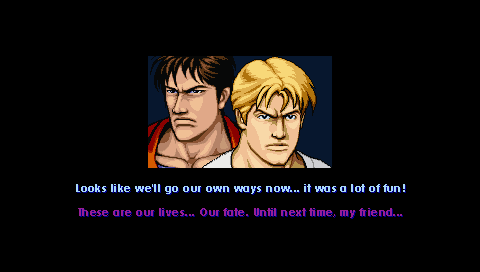 Looks like we'll go our own ways now... it was a lot of fun!
These are our lives... Our fate. Until next time, my friend...